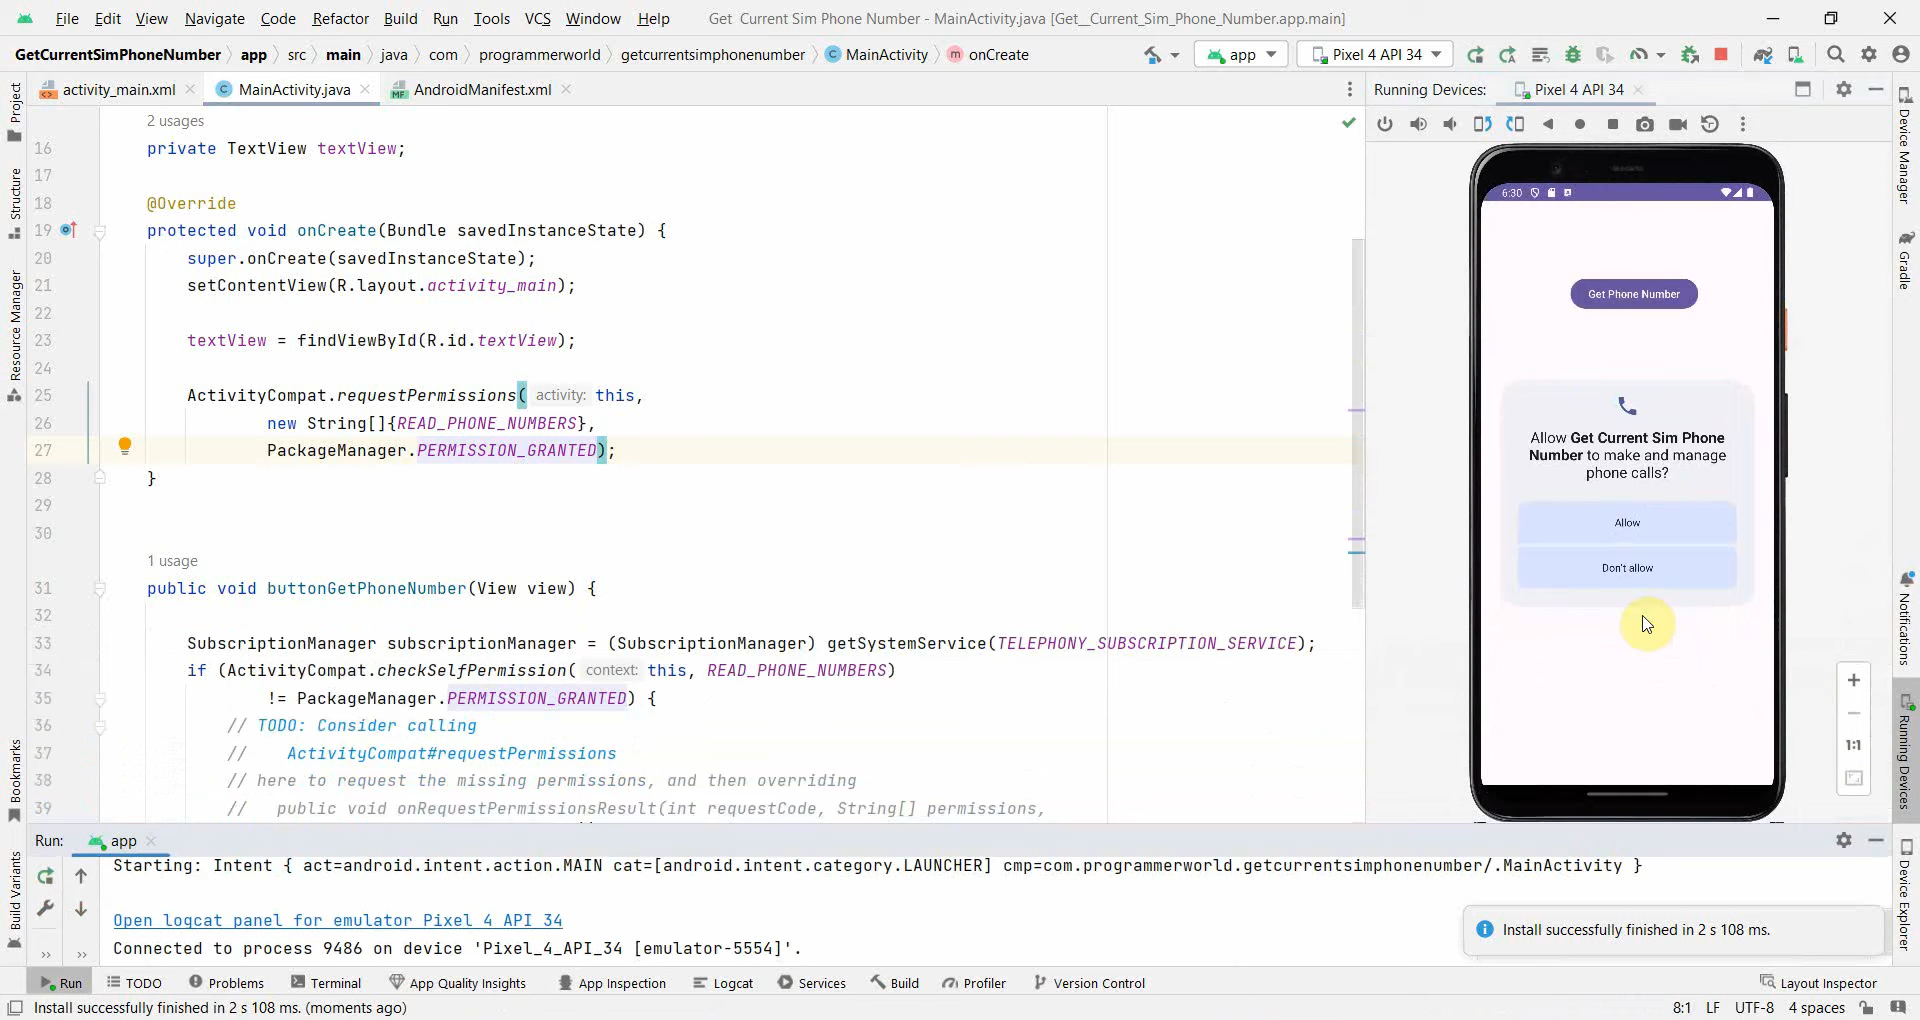 File Edit View Navigate Code Refactor Build Run Tools VCS Window Help Get Current Sim Phone Number - MainActivity.java [Get__Current_Sim_Phone_Number.app.main]
GetCurrentSimPhoneNumber app src main java com programmerworld getcurrentsimphonenumber MainActivity onCreate app Pixel 4 API 34
activity_main.xml MainActivity.java AndroidManifest.xml Running Devices: Pixel 4 API 34
Project
Structure
Resource Manager
Bookmarks
Build Variants
2 usages
16 private TextView textView;
17
18 @Override
19 protected void onCreate(Bundle savedInstanceState) {
20 super.onCreate(savedInstanceState);
21 setContentView(R.layout.activity_main);
22
23 textView = findViewById(R.id.textView);
24
25 ActivityCompat.requestPermissions( activity: this,
26 new String[]{READ_PHONE_NUMBERS},
27 PackageManager.PERMISSION_GRANTED);
28 }
29
30
1 usage
31 public void buttonGetPhoneNumber(View view) {
32
33 SubscriptionManager subscriptionManager = (SubscriptionManager) getSystemService(TELEPHONY_SUBSCRIPTION_SERVICE);
34 if (ActivityCompat.checkSelfPermission( context: this, READ_PHONE_NUMBERS)
35 != PackageManager.PERMISSION_GRANTED) {
36 // TODO: Consider calling
37 // ActivityCompat#requestPermissions
38 // here to request the missing permissions, and then overriding
39 // public void onRequestPermissionsResult(int requestCode, String[] permissions,
6:30
Get Phone Number
Allow Get Current Sim Phone
Number to make and manage
phone calls?
Allow
Don't allow
1:1
Device Manager
Gradle
Notifications
Running Devices
Device Explorer
Run: app
Starting: Intent { act=android.intent.action.MAIN cat=[android.intent.category.LAUNCHER] cmp=com.programmerworld.getcurrentsimphonenumber/.MainActivity }
Open logcat panel for emulator Pixel 4 API 34
Connected to process 9486 on device 'Pixel_4_API_34 [emulator-5554]'.
Install successfully finished in 2 s 108 ms.
Run TODO Problems Terminal App Quality Insights App Inspection Logcat Services Build Profiler Version Control Layout Inspector
Install successfully finished in 2 s 108 ms. (moments ago) 8:1 LF UTF-8 4 spaces